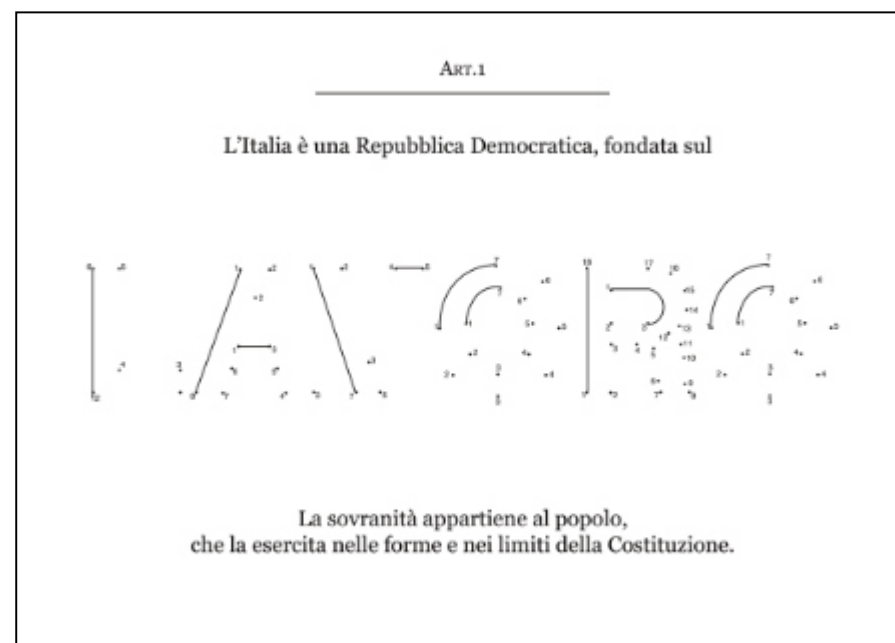 ART.1
L'Italia è una Repubblica Democratica, fondata sul
LAVORO
La sovranità appartiene al popolo,
che la esercita nelle forme e nei limiti della Costituzione.